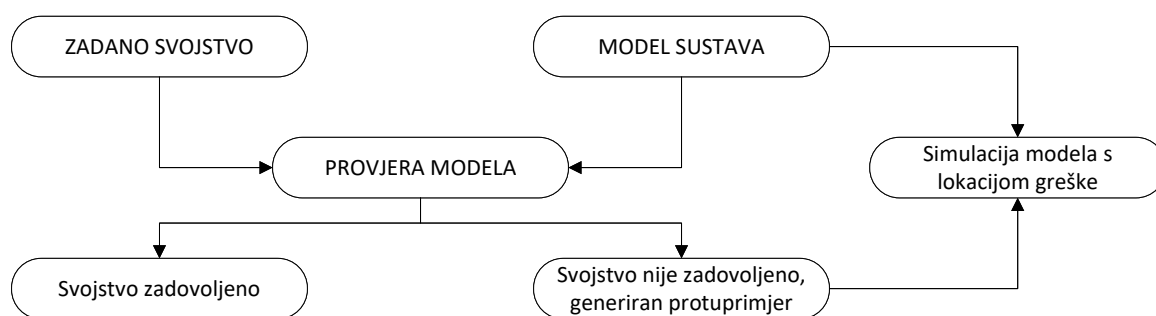 ZADANO SVOJSTVO
MODEL SUSTAVA
PROVJERA MODELA
Simulacija modela s
lokacijom greške
Svojstvo zadovoljeno
Svojstvo nije zadovoljeno,
generiran protuprimjer